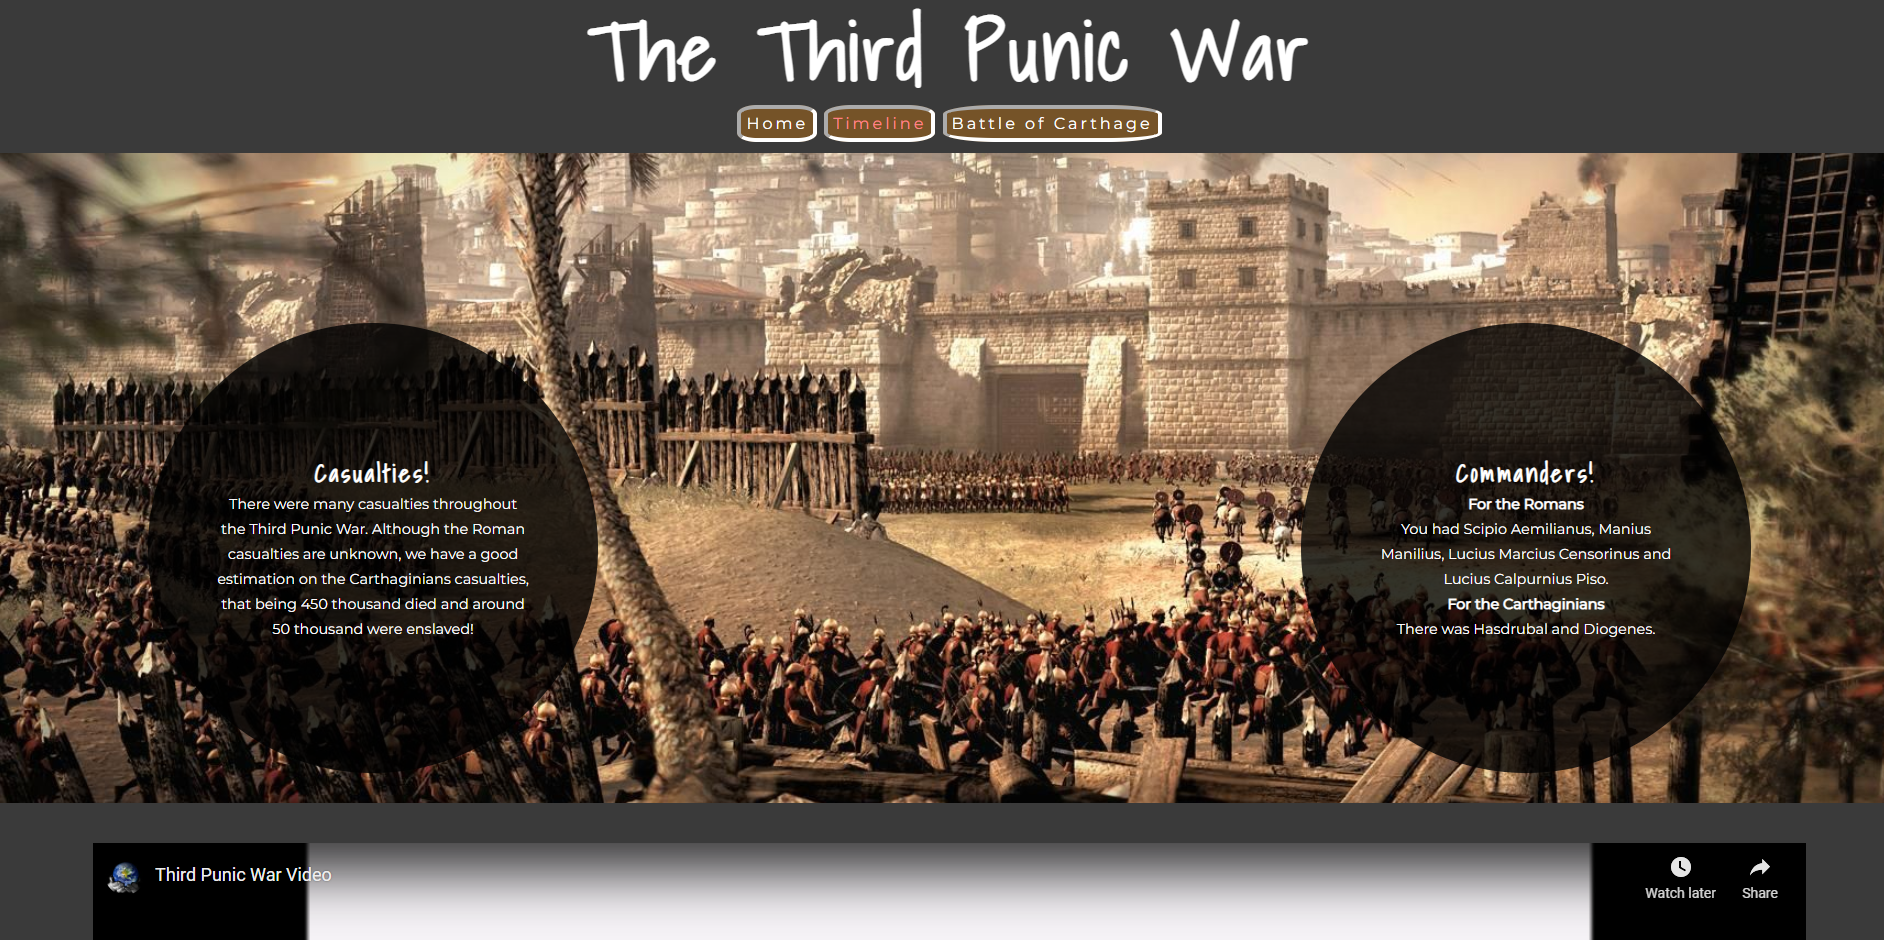 The Third Punic War
Home Timeline Battle of Carthage
Casualties!
There were many casualties throughout
the Third Punic War. Although the Roman
casualties are unknown, we have a good
estimation on the Carthaginians casualties,
that being 450 thousand died and around
50 thousand were enslaved!
Commanders!
For the Romans
You had Scipio Aemilianus, Manius
Manilius, Lucius Marcius Censorinus and
Lucius Calpurnius Piso.
For the Carthaginians
There was Hasdrubal and Diogenes.
Third Punic War Video
Watch later Share